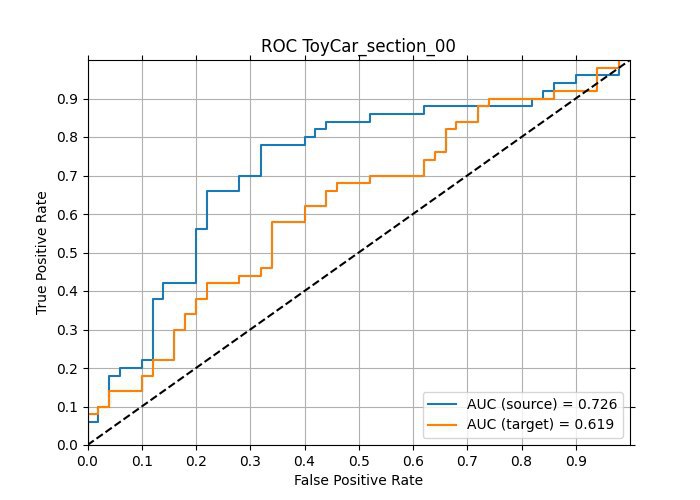 ROC ToyCar_section_00
True Positive Rate
0.9
0.8
0.7
0.6
0.5
0.4
0.3
0.2
0.1
0.0
AUC (source) = 0.726
AUC (target) = 0.619
0.0 0.1 0.2 0.3 0.4 0.5 0.6 0.7 0.8 0.9
False Positive Rate